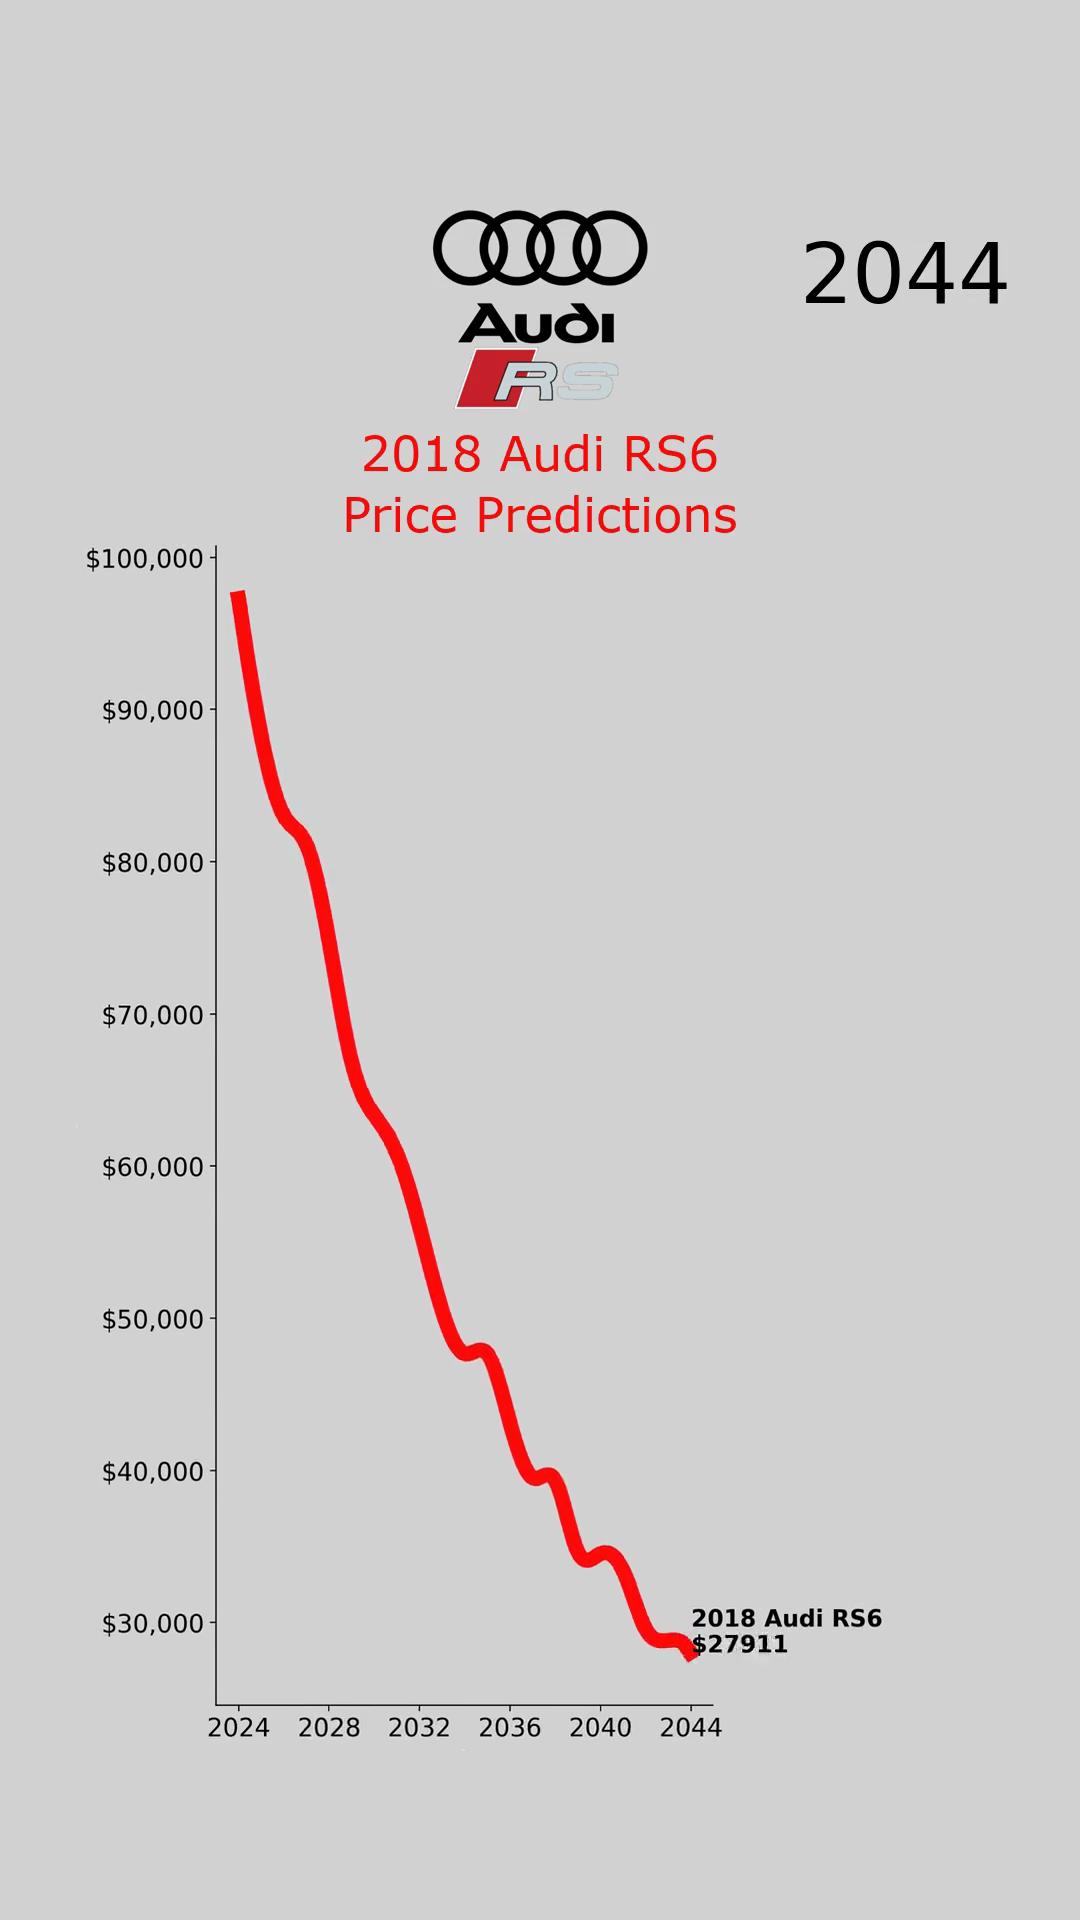 2044
Audi
RS
2018 Audi RS6
Price Predictions
$100,000
$90,000
$80,000
$70,000
$60,000
$50,000
$40,000
$30,000
2018 Audi RS6
$27911
2024 2028 2032 2036 2040 2044